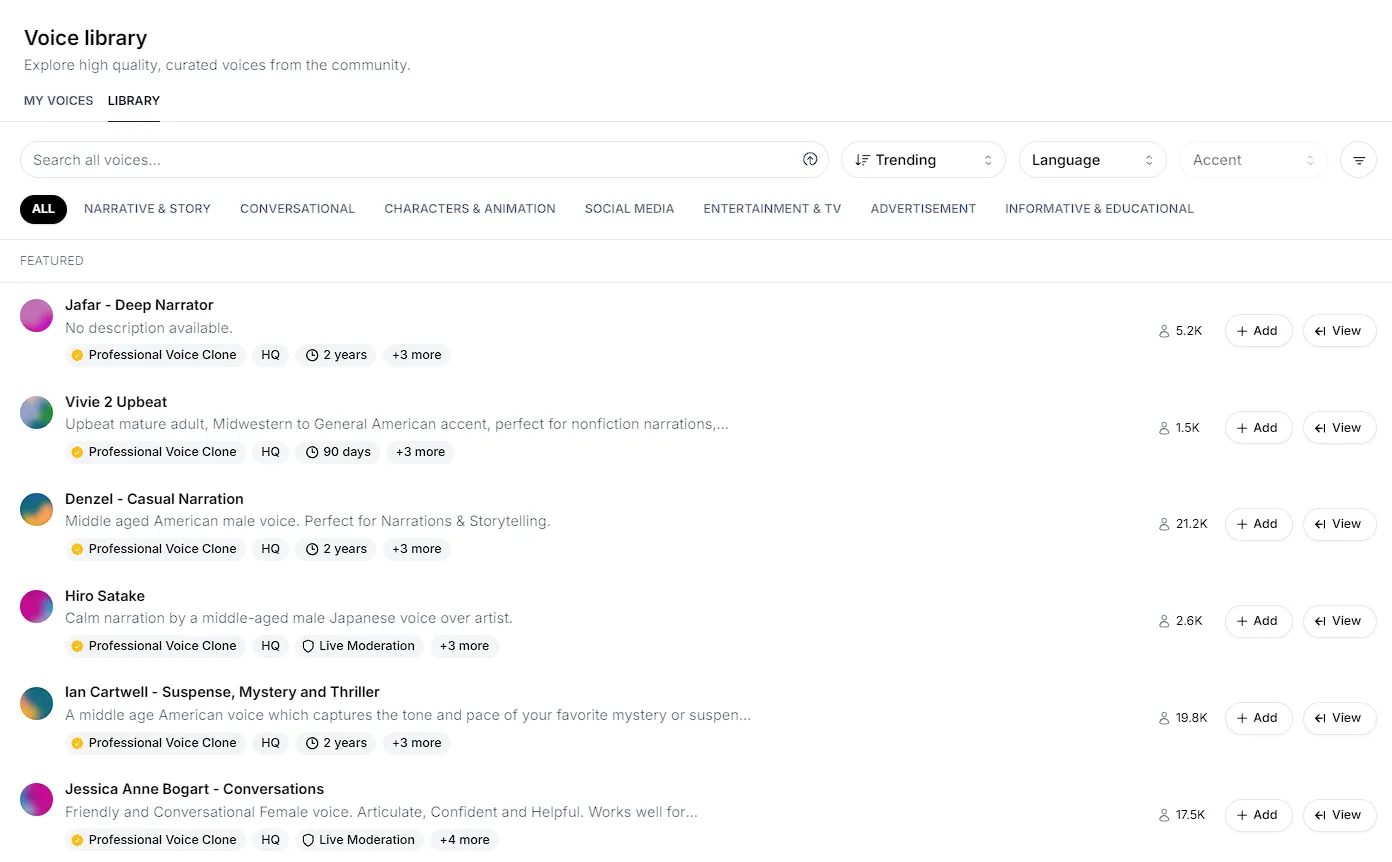 Voice library
Explore high quality, curated voices from the community.
MY VOICES LIBRARY
Search all voices... Trending Language Accent
ALL NARRATIVE & STORY CONVERSATIONAL CHARACTERS & ANIMATION SOCIAL MEDIA ENTERTAINMENT & TV ADVERTISEMENT INFORMATIVE & EDUCATIONAL
FEATURED
Jafar - Deep Narrator
No description available.
5.2K + Add View
Professional Voice Clone HQ 2 years +3 more
Vivie 2 Upbeat
Upbeat mature adult, Midwestern to General American accent, perfect for nonfiction narrations,...
1.5K + Add View
Professional Voice Clone HQ 90 days +3 more
Denzel - Casual Narration
Middle aged American male voice. Perfect for Narrations & Storytelling.
21.2K + Add View
Professional Voice Clone HQ 2 years +3 more
Hiro Satake
Calm narration by a middle-aged male Japanese voice over artist.
2.6K + Add View
Professional Voice Clone HQ Live Moderation +3 more
Ian Cartwell - Suspense, Mystery and Thriller
A middle age American voice which captures the tone and pace of your favorite mystery or suspen...
19.8K + Add View
Professional Voice Clone HQ 2 years +3 more
Jessica Anne Bogart - Conversations
Friendly and Conversational Female voice. Articulate, Confident and Helpful. Works well for...
17.5K + Add View
Professional Voice Clone HQ Live Moderation +4 more